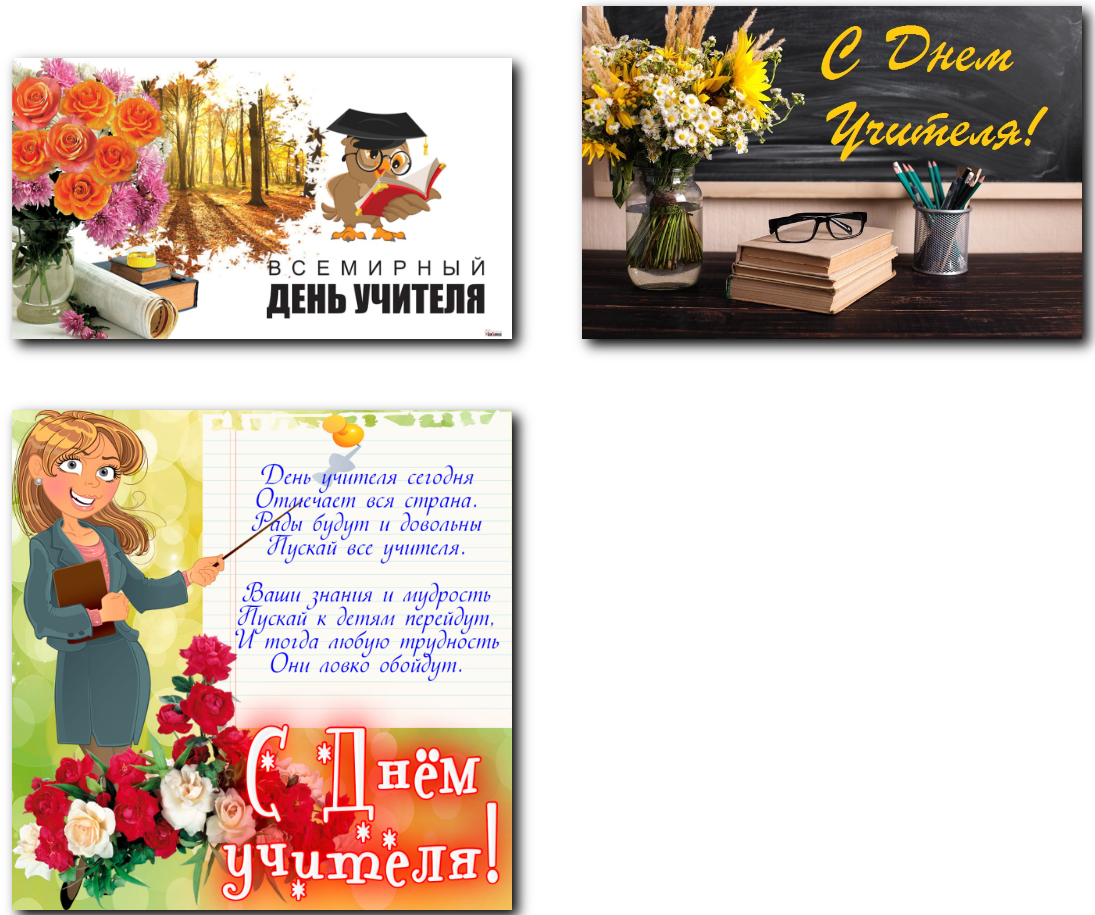 ВСЕМИРНЫЙ
ДЕНЬ УЧИТЕЛЯ
С Днем
Учителя!
День учителя сегодня
Отмечает вся страна.
Рады будут и довольны
Пускай все учителя.
Ваши знания и мудрость
Пускай к детям перейдут,
И тогда любую трудность
Они ловко обойдут.
С Днём
учителя!